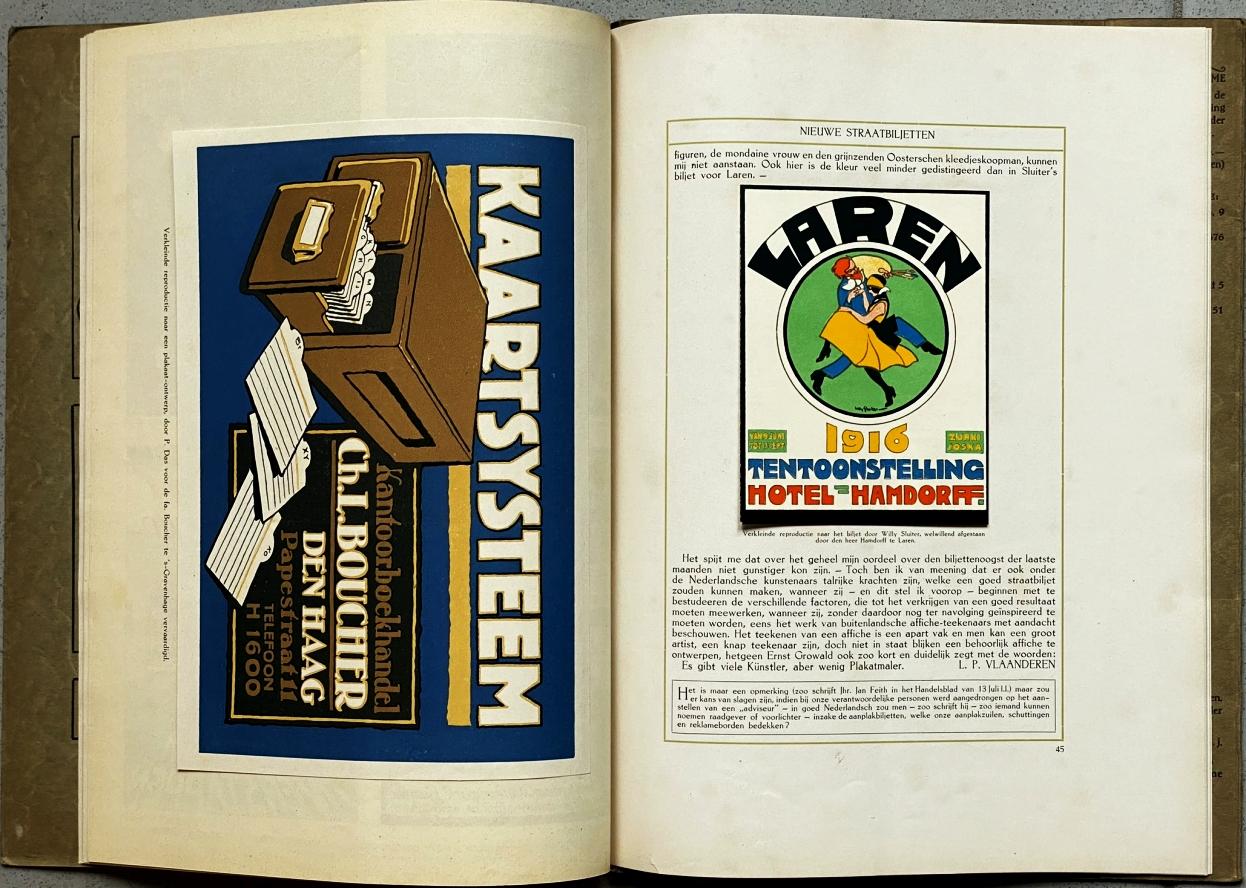 KAARTSYSTEEM
Kantoorboekhandel
Ch.L.BOUCHER
DEN HAAG
Papestraat 11
TELEFOON
H 1600
Br
XY
Ko
Verkleinde reproductie naar een plakaat-ontwerp, door P. Das voor de fa. Boucher te 's-Gravenhage vervaardigd.
NIEUWE STRAATBILJETTEN
figuren, de mondaine vrouw en den grijnzenden Oosterschen kleedjeskoopman, kunnen
mij niet aanstaan. Ook hier is de kleur veel minder gedistingeerd dan in Sluiter's
biljet voor Laren. —
LAREN
1916
ZURKI
JOSKA
TENTOONSTELLING
HOTEL=HAMDORFF.
Verkleinde reproductie naar het biljet door Willy Sluiter, welwillend afgestaan
door den heer Hamdorff te Laren.
Het spijt me dat over het geheel mijn oordeel over den biljettenoogst der laatste
maanden niet gunstiger kon zijn. — Toch ben ik van meening dat er ook onder
de Nederlandsche kunstenaars talrijke krachten zijn, welke een goed straatbiljet
zouden kunnen maken, wanneer zij — en dit stel ik voorop — beginnen met te
bestudeeren de verschillende factoren, die tot het verkrijgen van een goed resultaat
moeten meewerken, wanneer zij, zonder daardoor nog ter navolging geïnspireerd te
moeten worden, eens het werk van buitenlandsche affiche-teekenaars met aandacht
beschouwen. Het teekenen van een affiche is een apart vak en men kan een groot
artist, een knap teekenaar zijn, doch niet in staat blijken een behoorlijk affiche te
ontwerpen, hetgeen Ernst Growald ook zoo kort en duidelijk zegt met de woorden:
Es gibt viele Künstler, aber wenig Plakatmaler. L. P. VLAANDEREN
Het is maar een opmerking (zoo schrijft Jhr. Jan Feith in het Handelsblad van 13 Juli l.l.) maar zou
er kans van slagen zijn, indien bij onze verantwoordelijke personen werd aangedrongen op het aan-
stellen van een „adviseur" — in goed Nederlandsch zou men — zoo schrijft hij — zoo iemand kunnen
noemen raadgever of voorlichter — inzake de aanplakbiljetten, welke onze aanplakzuilen, schuttingen
en reklameborden bedekken?
45